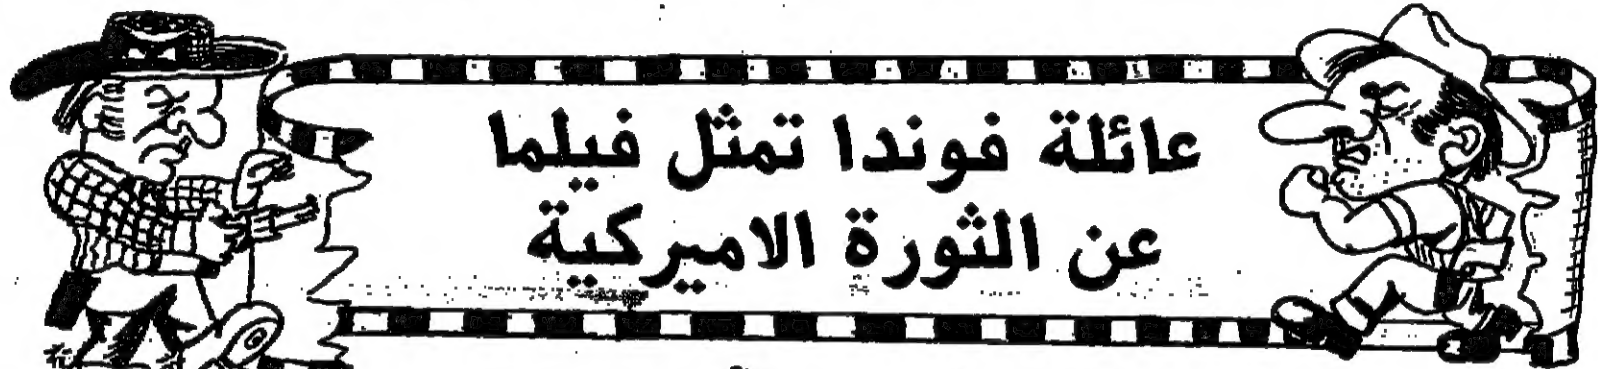 عائلة فوندا تمثل فيلما
عن الثورة الاميركية